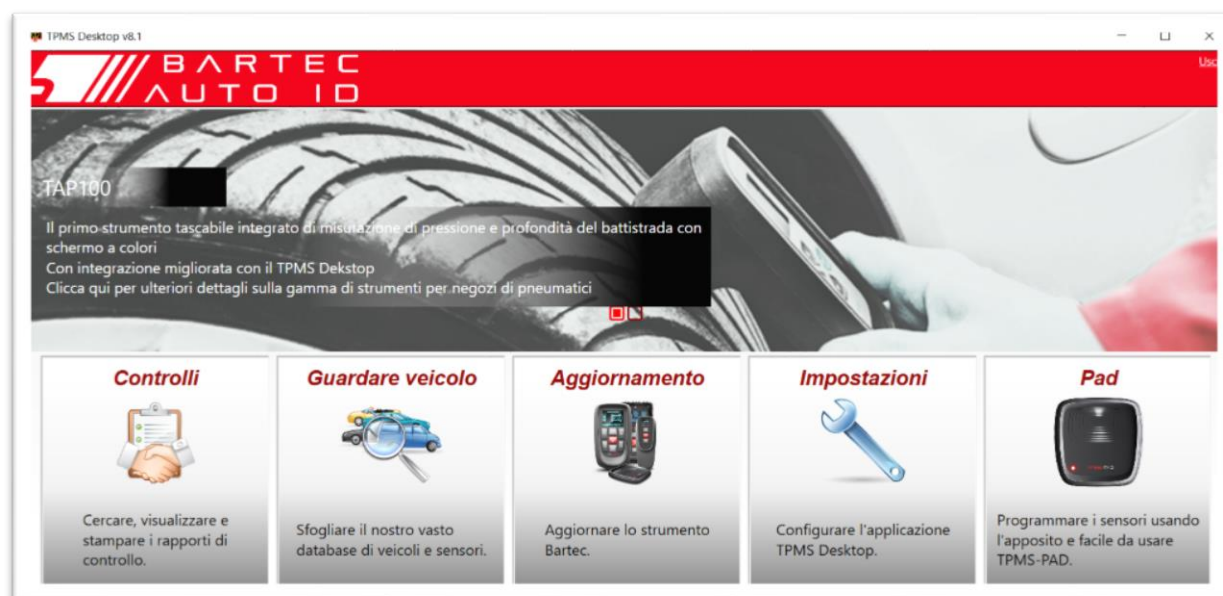 TPMS Desktop v8.1
BARTEC
AUTO ID
TAP100
Il primo strumento tascabile integrato di misurazione di pressione e profondità del battistrada con
schermo a colori
Con integrazione migliorata con il TPMS Dekstop
Clicca qui per ulteriori dettagli sulla gamma di strumenti per negozi di pneumatici
Controlli
Cercare, visualizzare e
stampare i rapporti di
controllo.
Guardare veicolo
Sfogliare il nostro vasto
database di veicoli e sensori.
Aggiornamento
Aggiornare lo strumento
Bartec.
Impostazioni
Configurare l'applicazione
TPMS Desktop.
Pad
Programmare i sensori usando
l'apposito e facile da usare
TPMS-PAD.